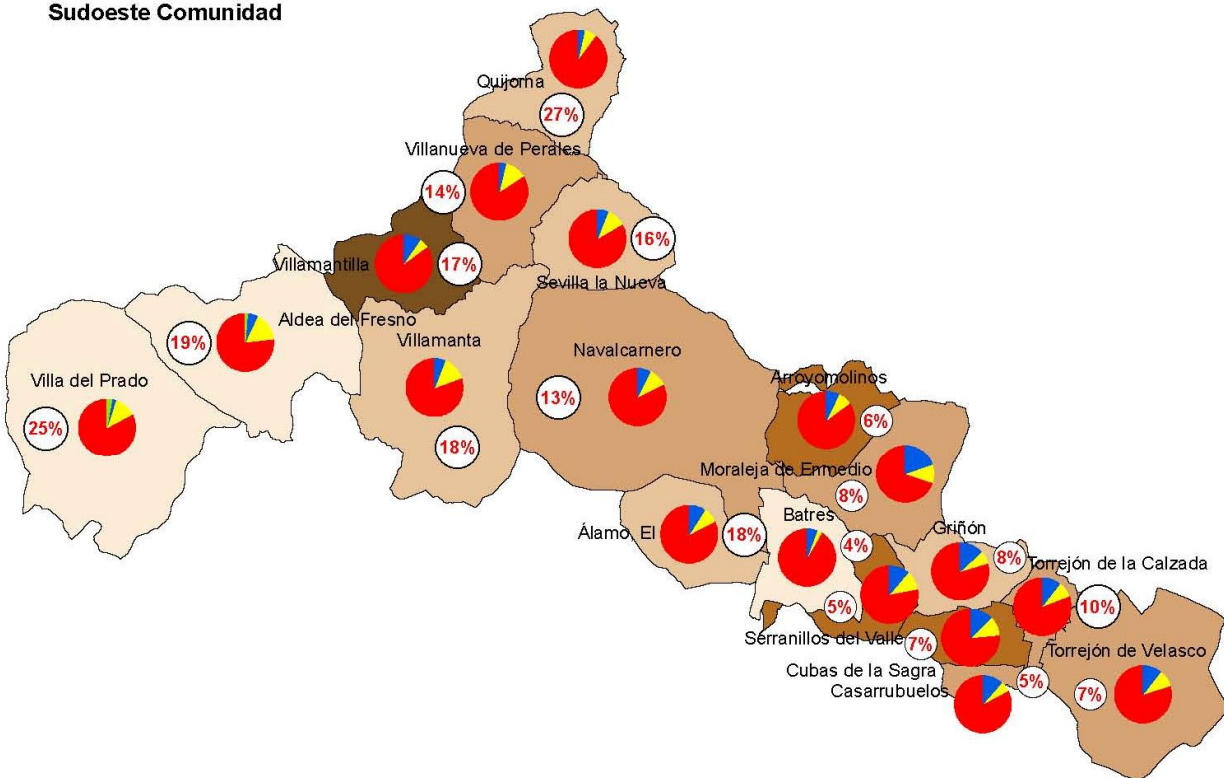 Sudoeste Comunidad
Quijorna
27%
Villanueva de Perales
14%
16%
Villamantilla
17%
Sevilla la Nueva
Aldea del Fresno
19%
Villamanta
Navalcarnero
Villa del Prado
Arroyomolinos
13%
6%
25%
18%
Moraleja de Enmedio
8%
Batres
Griñón
Álamo, El
18%
4%
8%
Torrejón de la Calzada
5%
10%
Serranillos del Valle
7%
Torrejón de Velasco
Cubas de la Sagra
5%
Casarrubuelos
7%